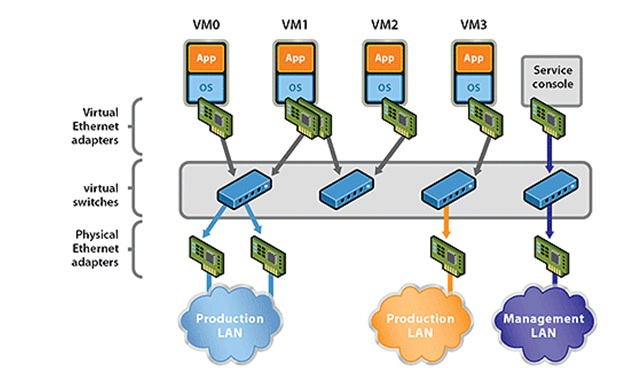 VM0
VM1
VM2
VM3
App
App
App
App
OS
OS
OS
OS
Service
console
Virtual
Ethernet
adapters
virtual
switches
Physical
Ethernet
adapters
Production
LAN
Production
LAN
Management
LAN